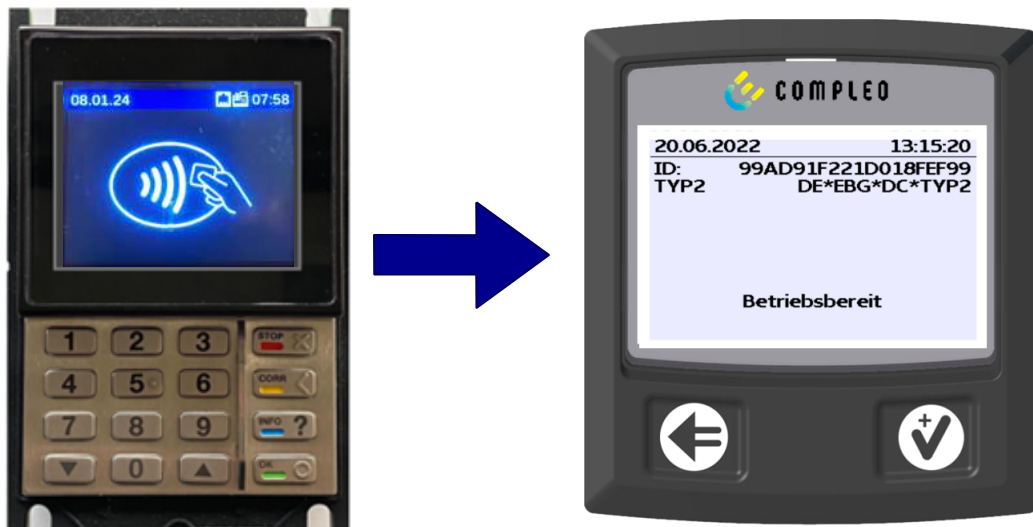 08.01.24 07:58
1 2 3 STOP
4 5 6 CORR
7 8 9 INFO ?
0 OK
COMPLEO
20.06.2022 13:15:20
ID: 99AD91F221D018FEF99
TYP2 DE*EBG*DC*TYP2
Betriebsbereit